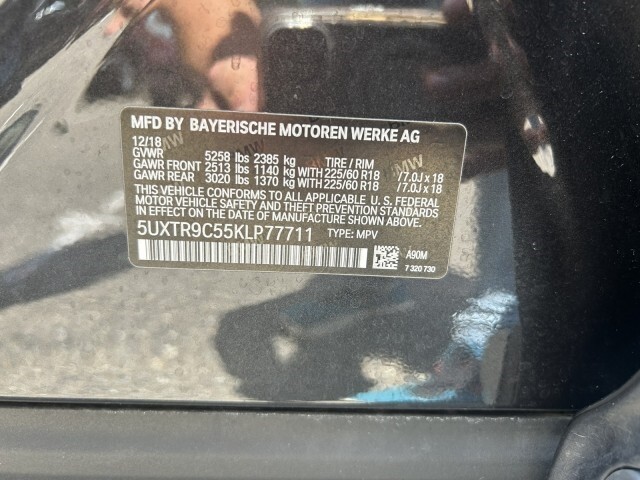 MFD BY BAYERISCHE MOTOREN WERKE AG
12/18
GVWR 5258 lbs 2385 kg TIRE / RIM
GAWR FRONT 2513 lbs 1140 kg WITH 225/60 R18 /7.0J x 18
GAWR REAR 3020 lbs 1370 kg WITH 225/60 R18 /7.0J x 18
THIS VEHICLE CONFORMS TO ALL APPLICABLE U. S. FEDERAL
MOTOR VEHICLE SAFETY AND THEFT PREVENTION STANDARDS
IN EFFECT ON THE DATE OF MANUFACTURE SHOWN ABOVE.
5UXTR9C55KLP77711 TYPE: MPV
A90M
7 320 730